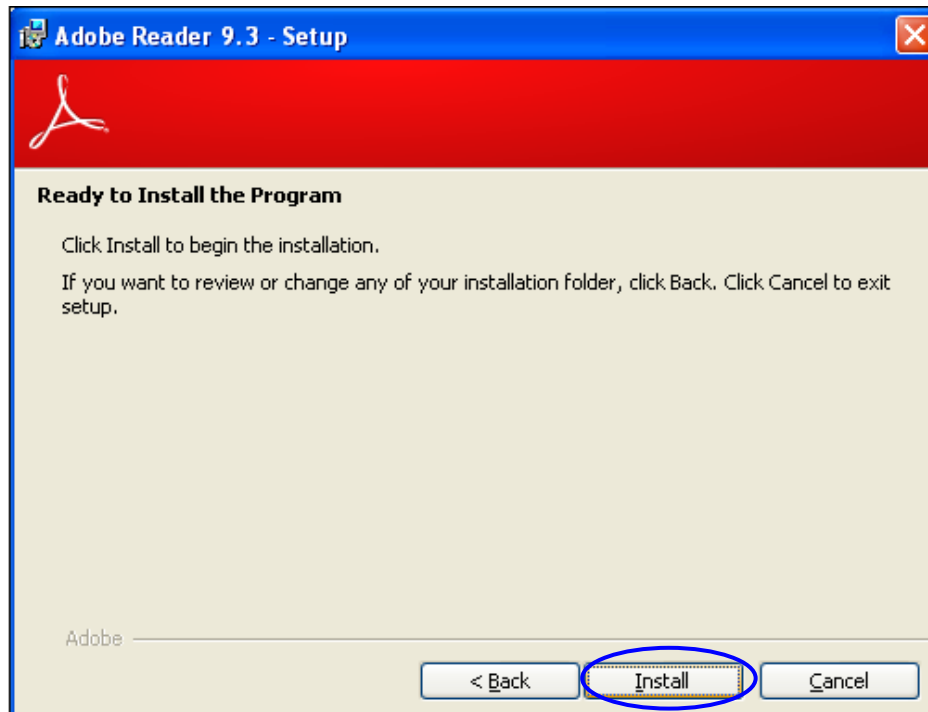 Adobe Reader 9.3 - Setup
Ready to Install the Program
Click Install to begin the installation.
If you want to review or change any of your installation folder, click Back. Click Cancel to exit
setup.
Adobe
< Back Install Cancel